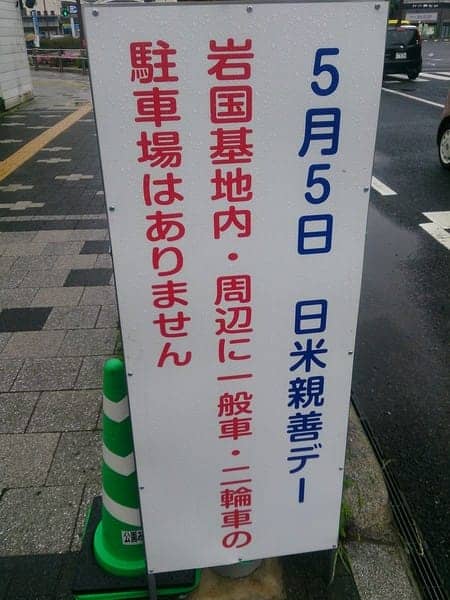 5月5日　日米親善デー
岩国基地内・周辺に一般車・二輪車の
駐車場はありません